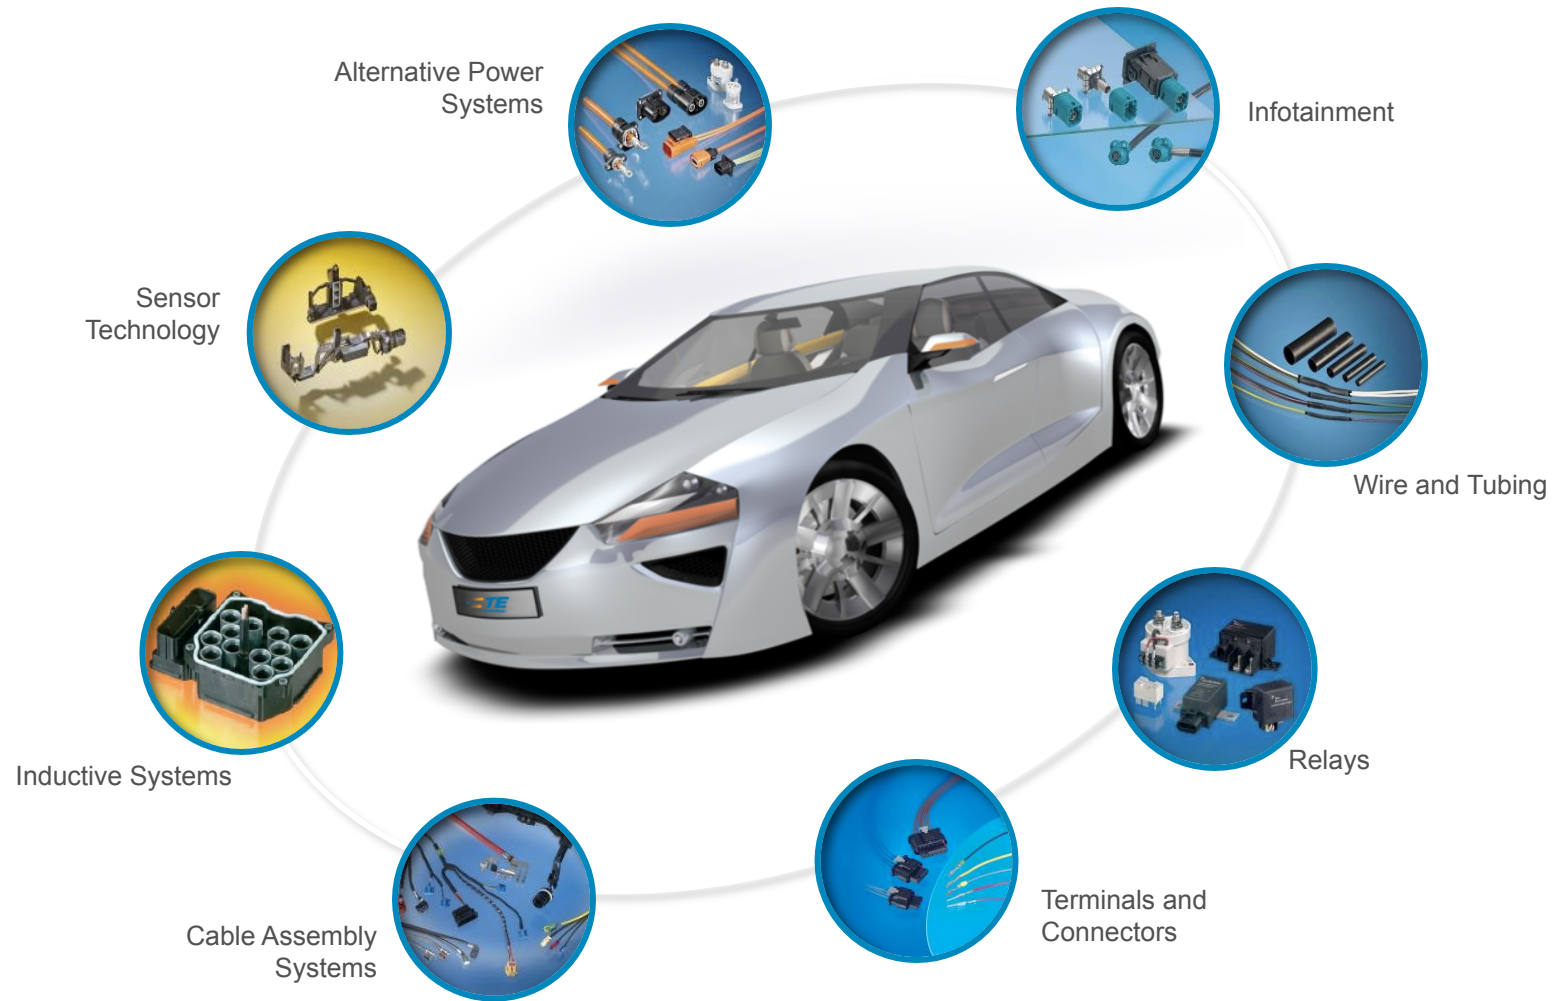 Alternative Power
Systems
Infotainment
Sensor
Technology
Wire and Tubing
TE
Inductive Systems
Relays
Terminals and
Connectors
Cable Assembly
Systems